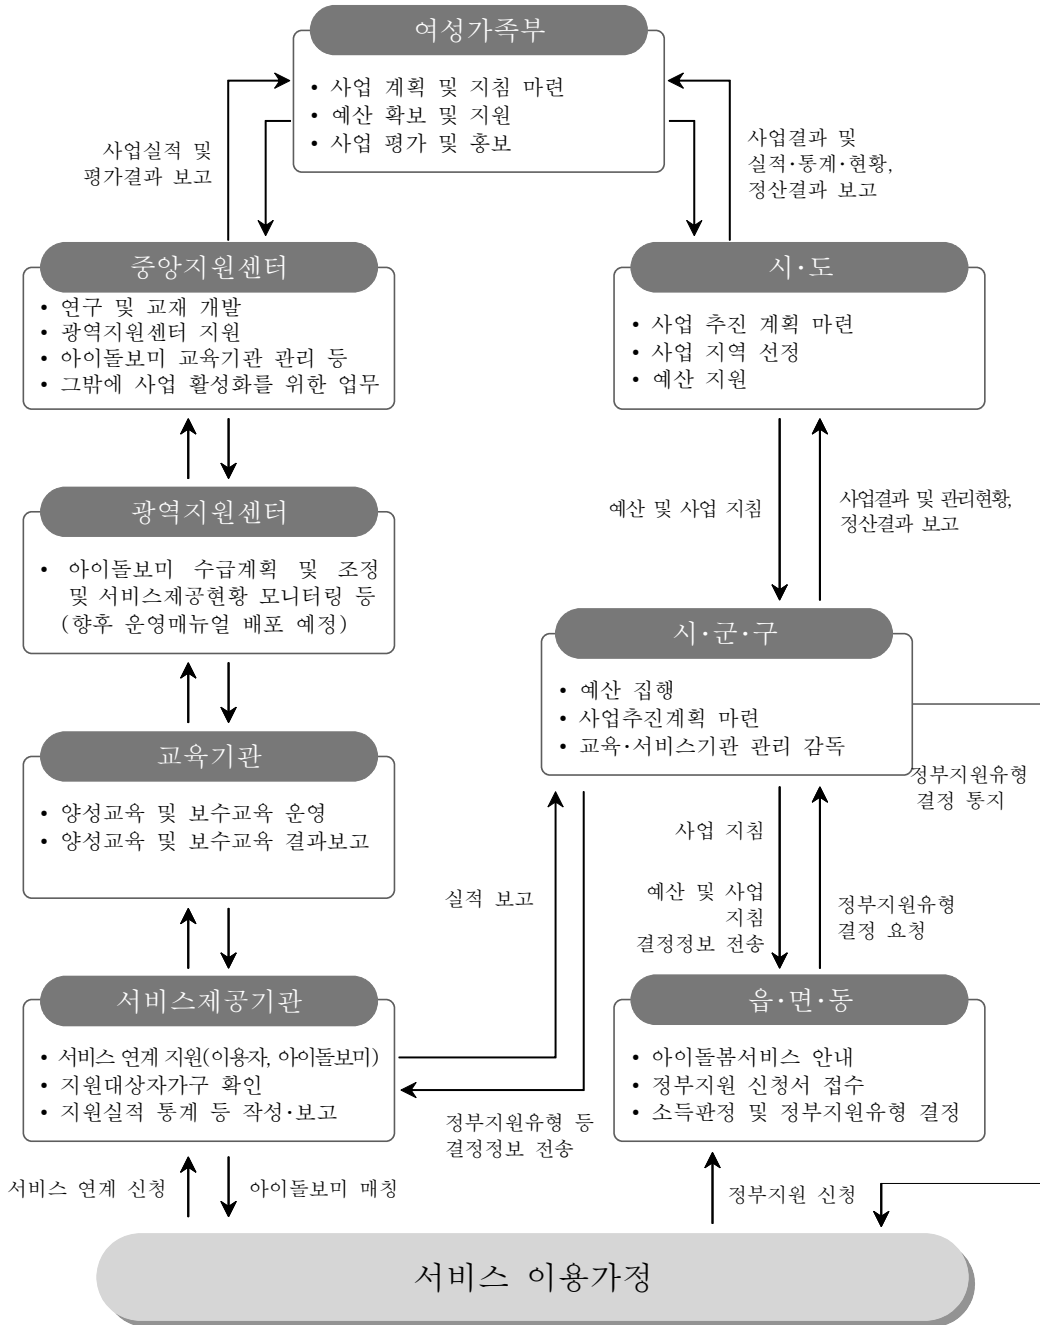 여성가족부
• 사업 계획 및 지침 마련
• 예산 확보 및 지원
• 사업 평가 및 홍보
사업실적 및
평가결과 보고
사업결과 및
실적·통계·현황,
정산결과 보고
중앙지원센터
• 연구 및 교재 개발
• 광역지원센터 지원
• 아이돌보미 교육기관 관리 등
• 그밖에 사업 활성화를 위한 업무
시·도
• 사업 추진 계획 마련
• 사업 지역 선정
• 예산 지원
예산 및 사업 지침
사업결과 및 관리현황,
정산결과 보고
광역지원센터
• 아이돌보미 수급계획 및 조정
및 서비스제공현황 모니터링 등
(향후 운영매뉴얼 배포 예정)
시·군·구
• 예산 집행
• 사업추진계획 마련
• 교육·서비스기관 관리 감독
정부지원유형
결정 통지
교육기관
• 양성교육 및 보수교육 운영
• 양성교육 및 보수교육 결과보고
실적 보고
사업 지침
예산 및 사업
지침
결정정보 전송
정부지원유형
결정 요청
서비스제공기관
• 서비스 연계 지원(이용자, 아이돌보미)
• 지원대상자가구 확인
• 지원실적 통계 등 작성·보고
정부지원유형 등
결정정보 전송
읍·면·동
• 아이돌봄서비스 안내
• 정부지원 신청서 접수
• 소득판정 및 정부지원유형 결정
서비스 연계 신청
아이돌보미 매칭
정부지원 신청
서비스 이용가정